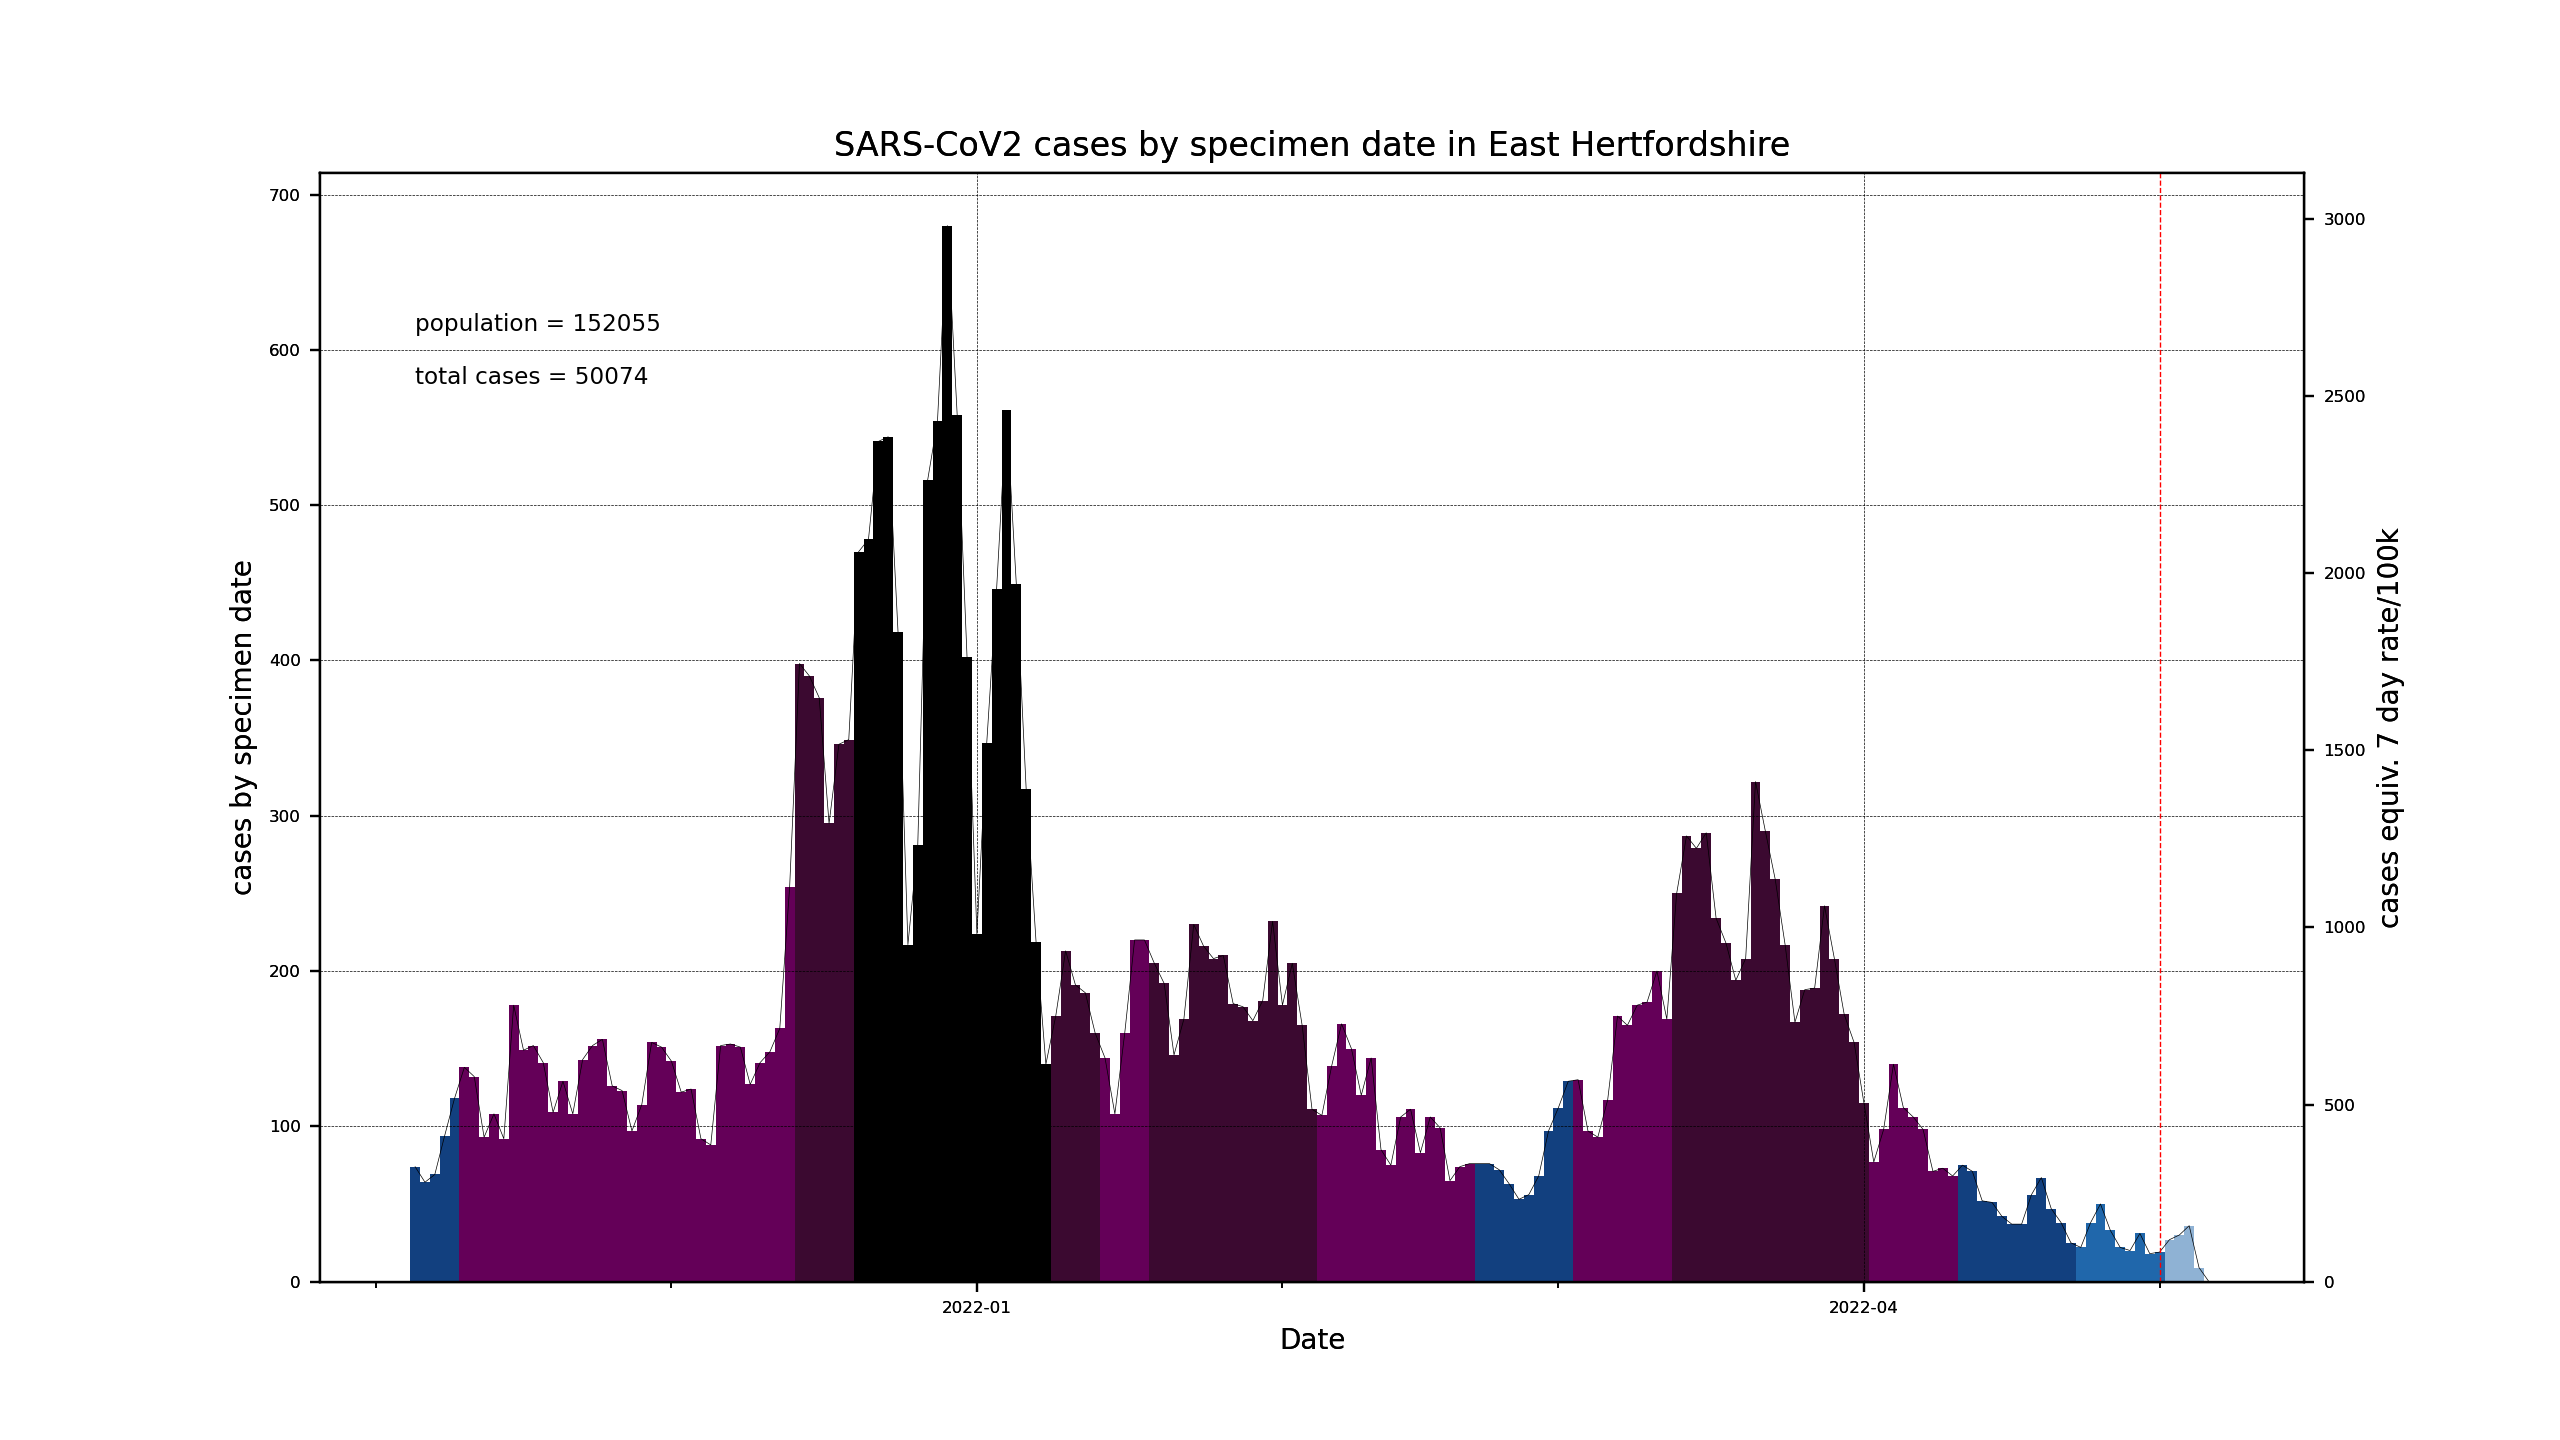 SARS-CoV2 cases by specimen date in East Hertfordshire
population = 152055
total cases = 50074
cases by specimen date
700
600
500
400
300
200
100
0
3000
2500
2000
1500
1000
500
0
cases equiv. 7 day rate/100k
2022-01
2022-04
Date